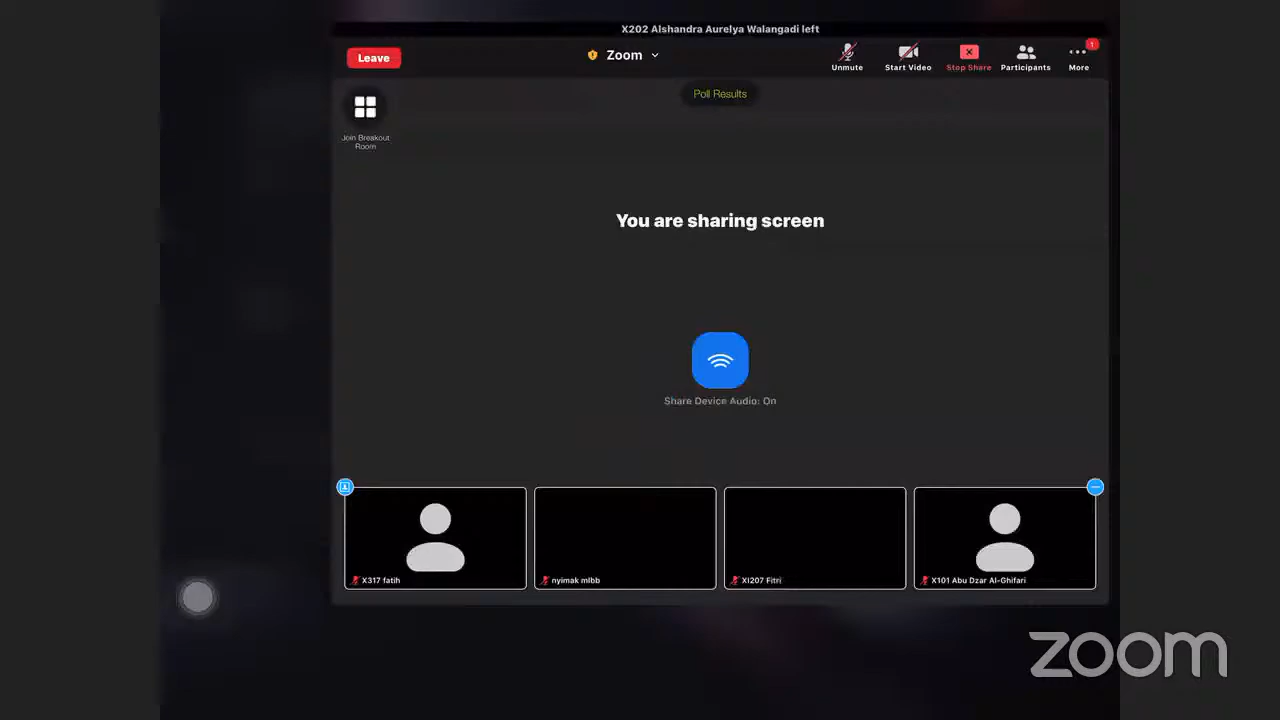 X202 Alshandra Aurelya Walangadi left
Leave
Zoom
Unmute
Start Video
Stop Share
Participants
1
More
Poll Results
Join Breakout
Room
You are sharing screen
Share Device Audio: On
X317 fatih
nyimak mlbb
XI207 Fitri
X101 Abu Dzar Al-Ghifari
zoom